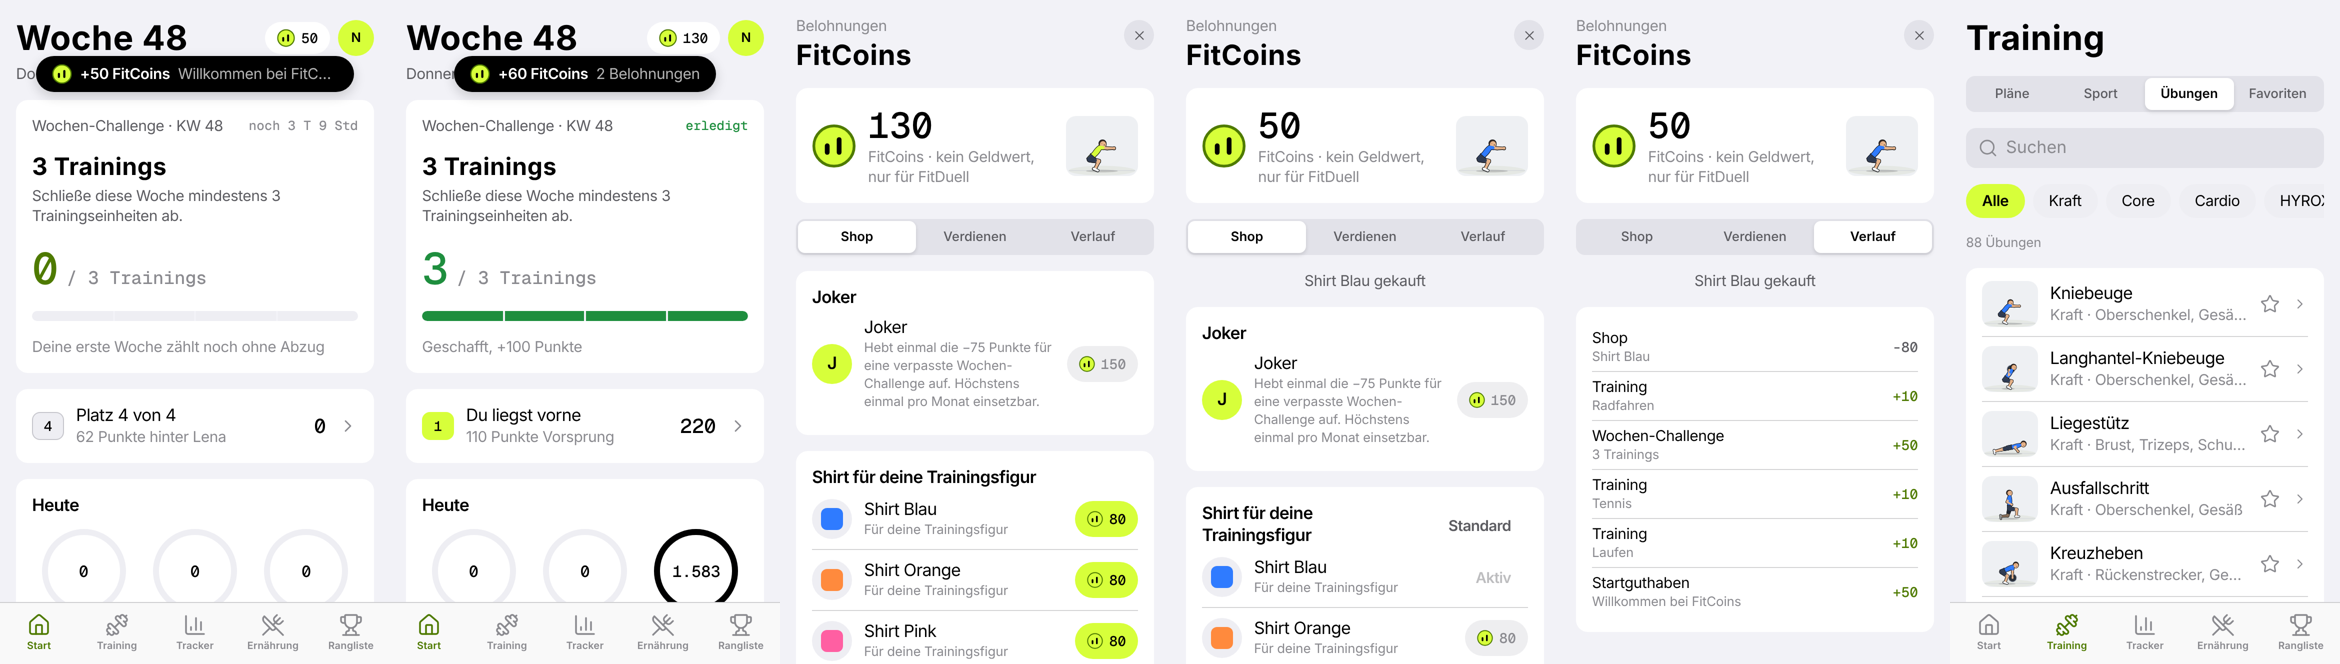 Woche 48
50
N
Do
+50 FitCoins Willkommen bei FitC...
Wochen-Challenge · KW 48
noch 3 T 9 Std
3 Trainings
Schließe diese Woche mindestens 3
Trainingseinheiten ab.
0 / 3 Trainings
Deine erste Woche zählt noch ohne Abzug
4
Platz 4 von 4
62 Punkte hinter Lena
0
Heute
0
0
0
Start
Training
Tracker
Ernährung
Rangliste
Woche 48
130
N
Donner
+60 FitCoins 2 Belohnungen
Wochen-Challenge · KW 48
erledigt
3 Trainings
Schließe diese Woche mindestens 3
Trainingseinheiten ab.
3 / 3 Trainings
Geschafft, +100 Punkte
1
Du liegst vorne
110 Punkte Vorsprung
220
Heute
0
0
1.583
Start
Training
Tracker
Ernährung
Rangliste
Belohnungen
FitCoins
130
FitCoins · kein Geldwert,
nur für FitDuell
Shop
Verdienen
Verlauf
Joker
J
Joker
Hebt einmal die −75 Punkte für
eine verpasste Wochen-
Challenge auf. Höchstens
einmal pro Monat einsetzbar.
150
Shirt für deine Trainingsfigur
Shirt Blau
Für deine Trainingsfigur
80
Shirt Orange
Für deine Trainingsfigur
80
Shirt Pink
Für deine Trainingsfigur
80
Belohnungen
FitCoins
50
FitCoins · kein Geldwert,
nur für FitDuell
Shop
Verdienen
Verlauf
Shirt Blau gekauft
Joker
J
Joker
Hebt einmal die −75 Punkte für
eine verpasste Wochen-
Challenge auf. Höchstens
einmal pro Monat einsetzbar.
150
Shirt für deine
Trainingsfigur
Standard
Shirt Blau
Für deine Trainingsfigur
Aktiv
Shirt Orange
Für deine Trainingsfigur
80
Belohnungen
FitCoins
50
FitCoins · kein Geldwert,
nur für FitDuell
Shop
Verdienen
Verlauf
Shirt Blau gekauft
Shop
Shirt Blau
-80
Training
Radfahren
+10
Wochen-Challenge
3 Trainings
+50
Training
Tennis
+10
Training
Laufen
+10
Startguthaben
Willkommen bei FitCoins
+50
Training
Pläne
Sport
Übungen
Favoriten
Suchen
Alle
Kraft
Core
Cardio
HYROX
88 Übungen
Kniebeuge
Kraft · Oberschenkel, Gesä...
Langhantel-Kniebeuge
Kraft · Oberschenkel, Gesä...
Liegestütz
Kraft · Brust, Trizeps, Schu...
Ausfallschritt
Kraft · Oberschenkel, Gesäß
Kreuzheben
Kraft · Rückenstrecker, Ge...
Start
Training
Tracker
Ernährung
Rangliste